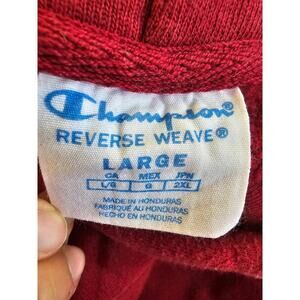 Champion®
REVERSE WEAVE®
LARGE
CA MEX JPN
L/G G 2XL
MADE IN HONDURAS
FABRIQUÉ AU HONDURAS
HECHO EN HONDURAS